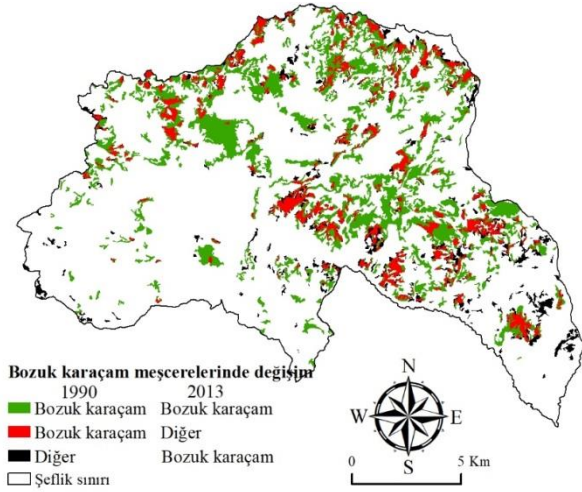 Bozuk karaçam meşcerelerinde değişim
1990 2013
Bozuk karaçam Bozuk karaçam
Bozuk karaçam Diğer
Diğer Bozuk karaçam
Şeflik sınırı
N
W E
S
0 5 Km